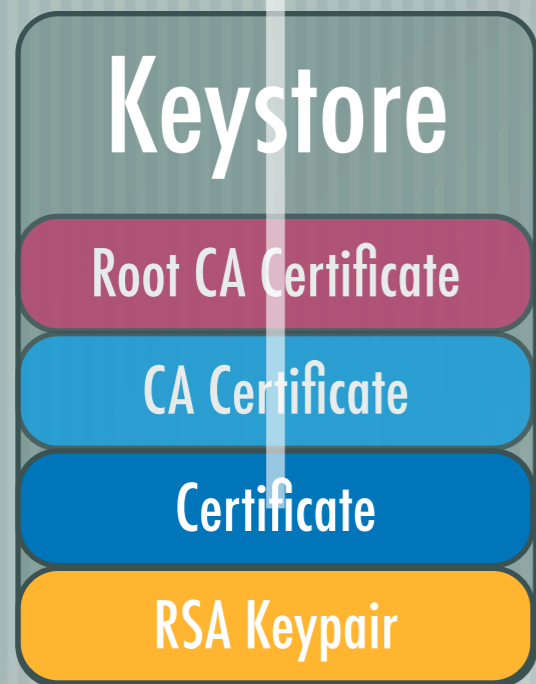 Keystore
Root CA Certificate
CA Certificate
Certificate
RSA Keypair